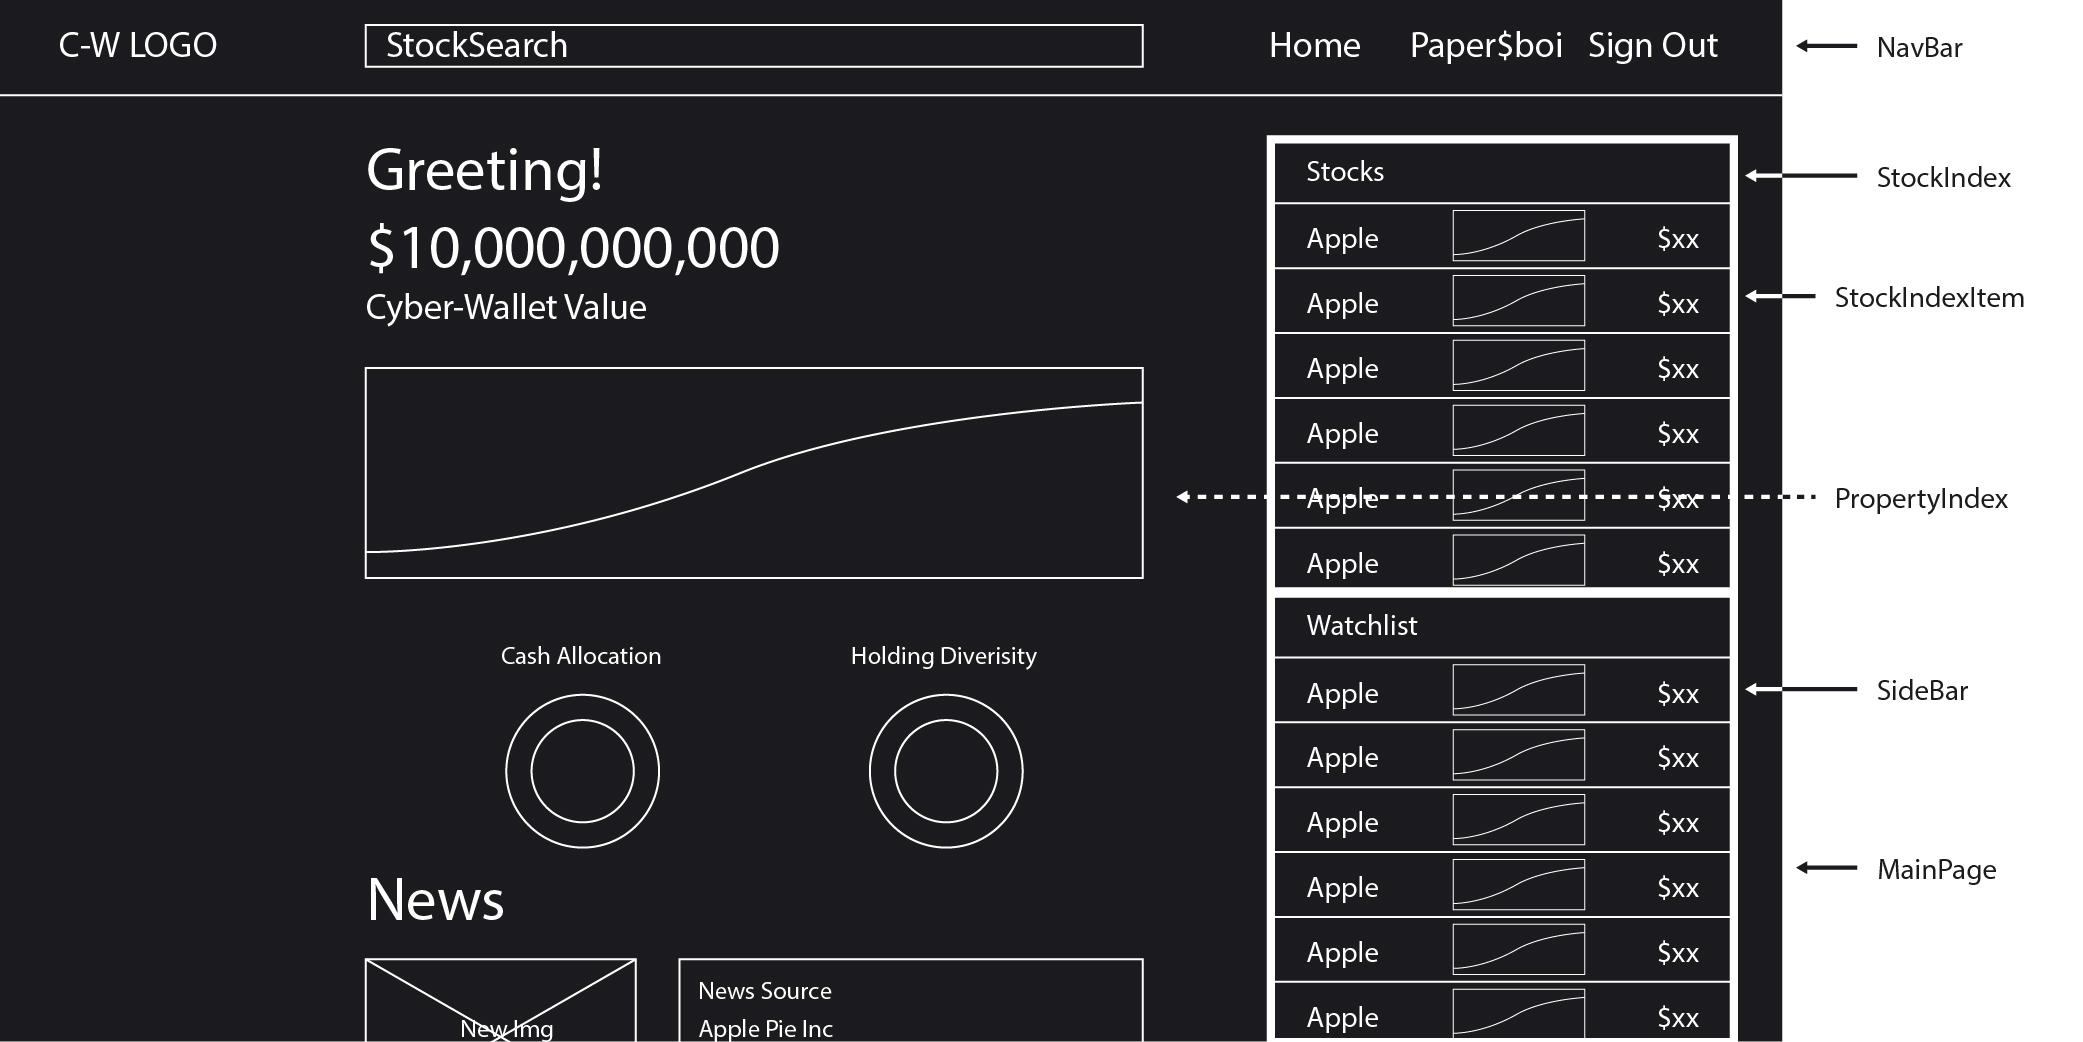 C-W LOGO
StockSearch
Home
Paper$boi
Sign Out
NavBar
Greeting!
$10,000,000,000
Cyber-Wallet Value
Cash Allocation
Holding Diverisity
News
New Img
News Source
Apple Pie Inc
Stocks
Apple $xx
Apple $xx
Apple $xx
Apple $xx
Apple $xx
Apple $xx
Watchlist
Apple $xx
Apple $xx
Apple $xx
Apple $xx
Apple $xx
Apple $xx
StockIndex
StockIndexItem
PropertyIndex
SideBar
MainPage